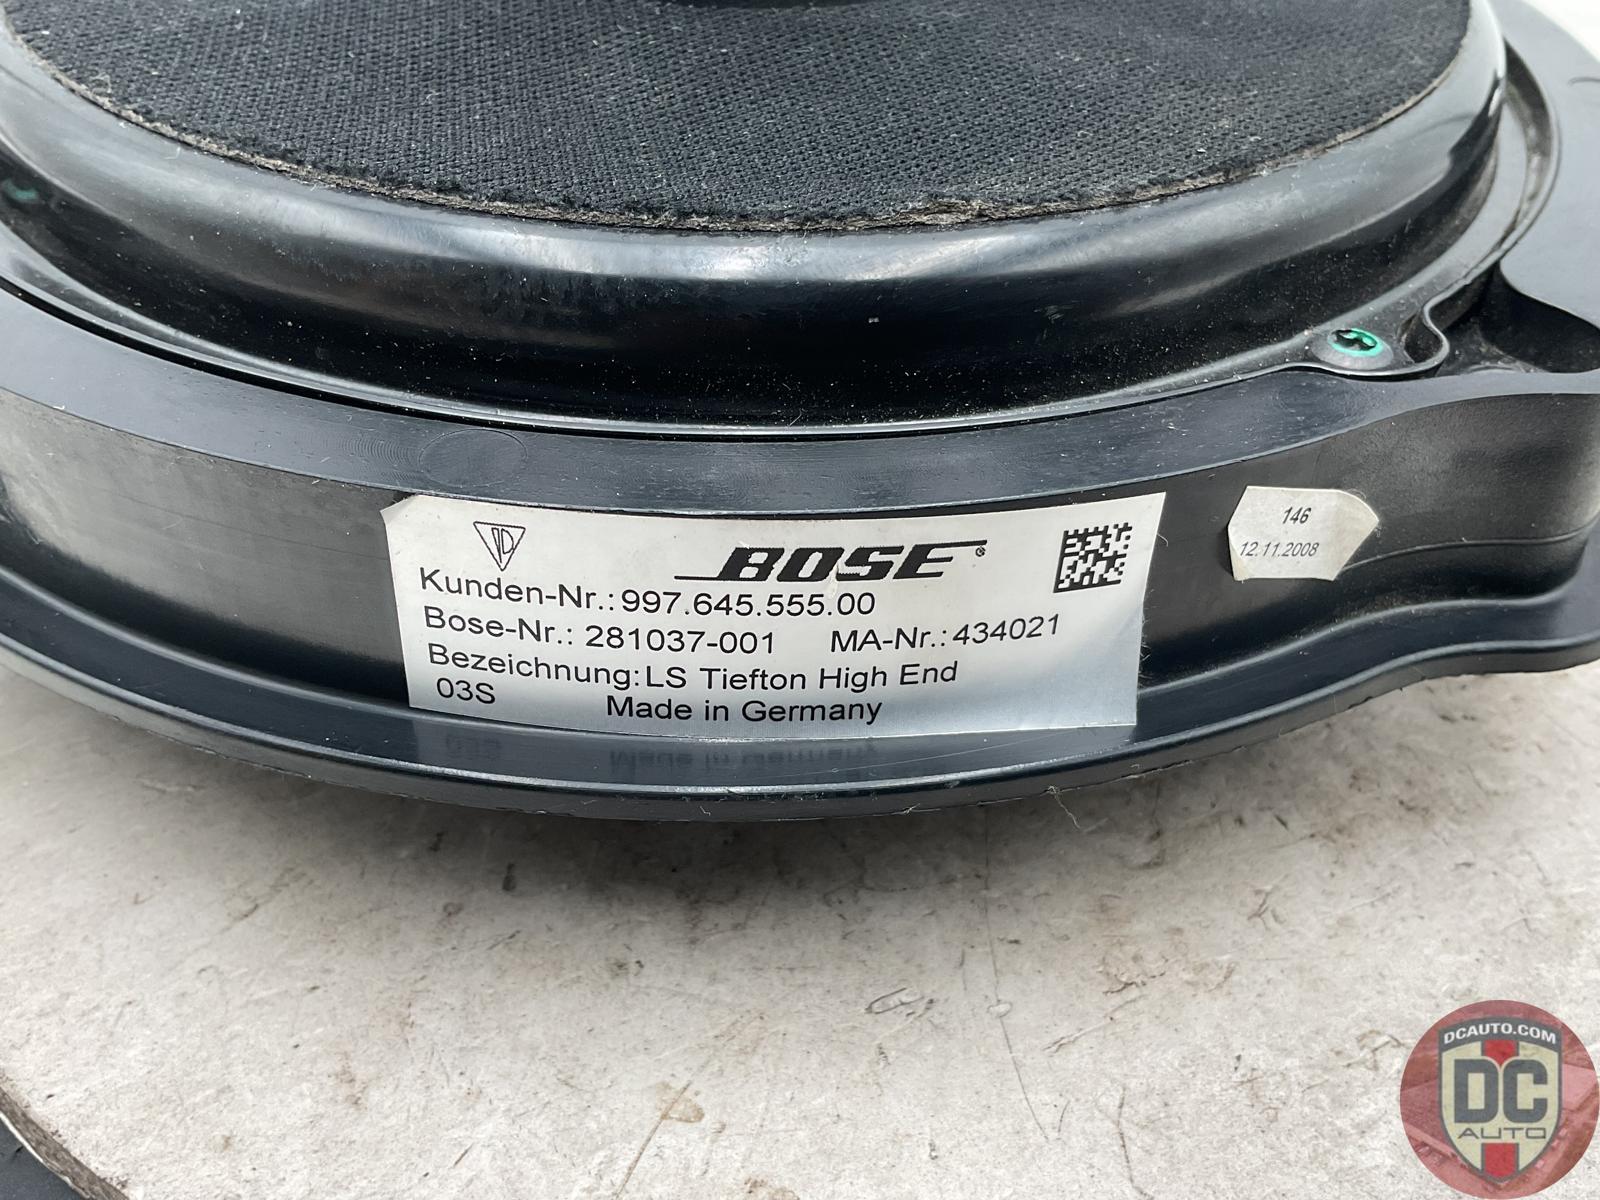 BOSE®
Kunden-Nr.: 997.645.555.00
Bose-Nr.: 281037-001 MA-Nr.: 434021
Bezeichnung: LS Tiefton High End
03S Made in Germany
146
12.11.2008
DCAUTO.COM
DC
AUTO